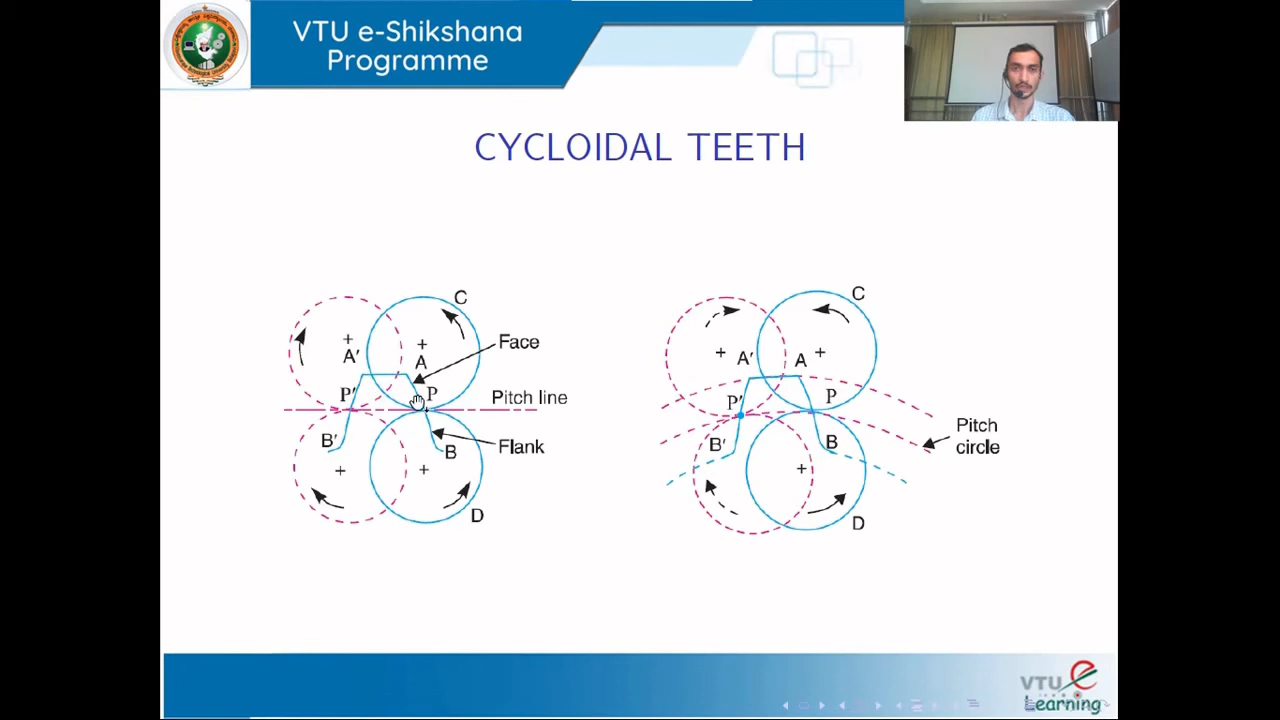 VTU e-Shikshana
Programme
CYCLOIDAL TEETH
C
A′
A
Face
P′
P
Pitch line
B′
B
Flank
D
C
A′
A
P′
P
Pitch
circle
B′
B
D
VTU e
Learning